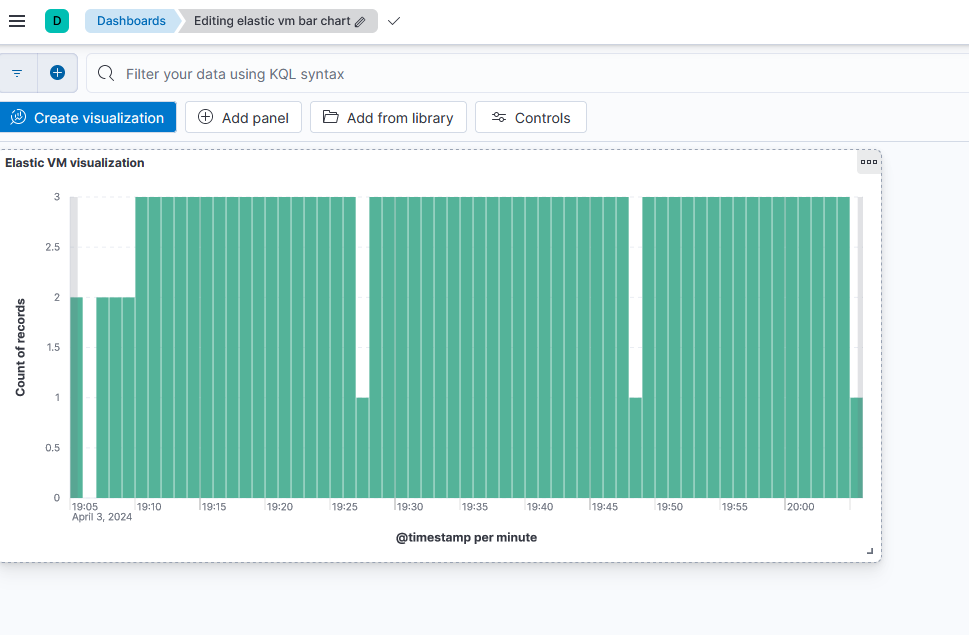 D Dashboards Editing elastic vm bar chart
Filter your data using KQL syntax
Create visualization Add panel Add from library Controls
Elastic VM visualization
3
2.5
2
1.5
1
0.5
0
Count of records
19:05 19:10 19:15 19:20 19:25 19:30 19:35 19:40 19:45 19:50 19:55 20:00
April 3, 2024
@timestamp per minute